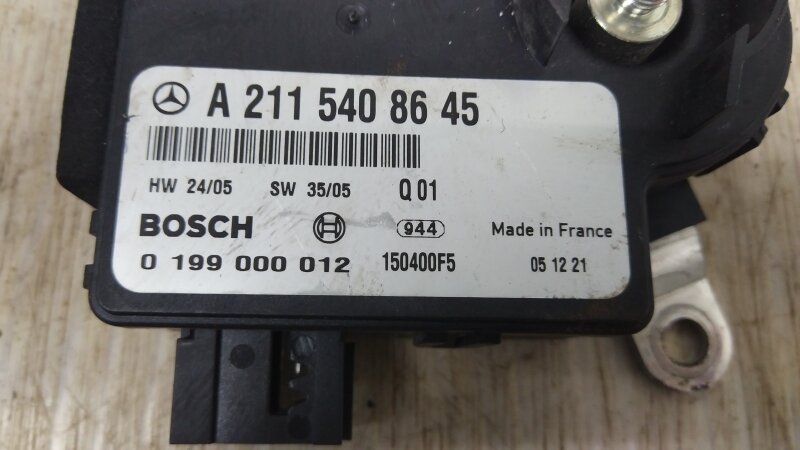 A 211 540 86 45
HW 24/05 SW 35/05 Q 01
BOSCH 944 Made in France
0 199 000 012 150400F5 05 12 21